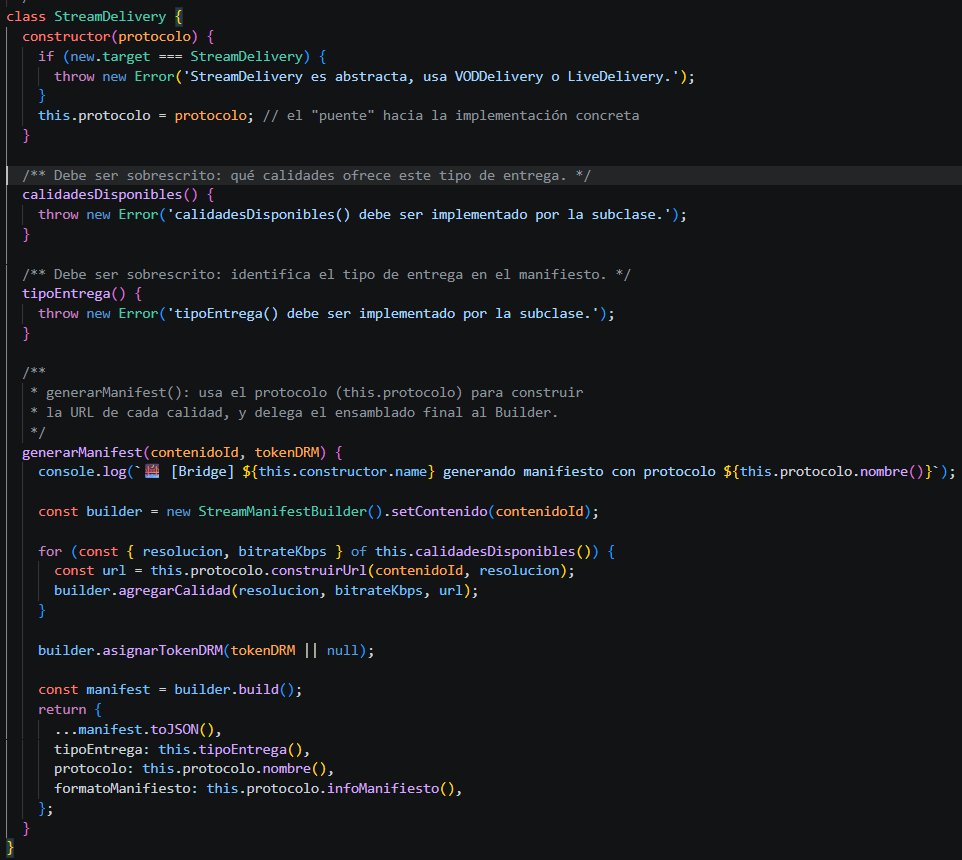 class StreamDelivery {
constructor(protocolo) {
if (new.target === StreamDelivery) {
throw new Error('StreamDelivery es abstracta, usa VODDelivery o LiveDelivery.');
}
this.protocolo = protocolo; // el "puente" hacia la implementación concreta
}
/** Debe ser sobrescrito: qué calidades ofrece este tipo de entrega. */
calidadesDisponibles() {
throw new Error('calidadesDisponibles() debe ser implementado por la subclase.');
}
/** Debe ser sobrescrito: identifica el tipo de entrega en el manifiesto. */
tipoEntrega() {
throw new Error('tipoEntrega() debe ser implementado por la subclase.');
}
/**
* generarManifest(): usa el protocolo (this.protocolo) para construir
* la URL de cada calidad, y delega el ensamblado final al Builder.
*/
generarManifest(contenidoId, tokenDRM) {
console.log(`🌉 [Bridge] ${this.constructor.name} generando manifiesto con protocolo ${this.protocolo.nombre()}`);
const builder = new StreamManifestBuilder().setContenido(contenidoId);
for (const { resolucion, bitrateKbps } of this.calidadesDisponibles()) {
const url = this.protocolo.construirUrl(contenidoId, resolucion);
builder.agregarCalidad(resolucion, bitrateKbps, url);
}
builder.asignarTokenDRM(tokenDRM || null);
const manifest = builder.build();
return {
...manifest.toJSON(),
tipoEntrega: this.tipoEntrega(),
protocolo: this.protocolo.nombre(),
formatoManifiesto: this.protocolo.infoManifiesto(),
};
}
}